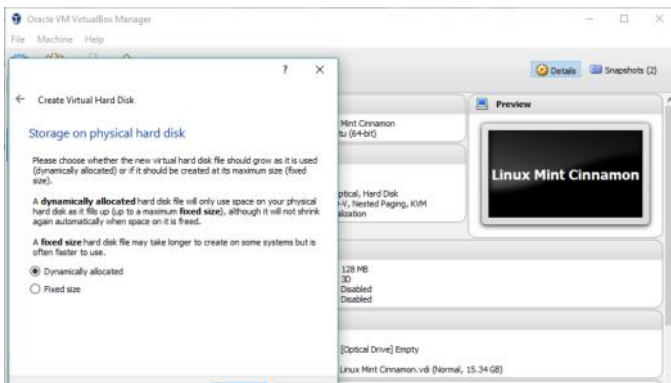 Oracle VM VirtualBox Manager
File Machine Help
Details
Snapshots (2)
?
Create Virtual Hard Disk
Storage on physical hard disk
Please choose whether the new virtual hard disk file should grow as it is used
(dynamically allocated) or if it should be created at its maximum size (fixed
size).
A dynamically allocated hard disk file will only use space on your physical
hard disk as it fills up (up to a maximum fixed size), although it will not shrink
again automatically when space on it is freed.
A fixed size hard disk file may take longer to create on some systems but is
often faster to use.
Dynamically allocated
Fixed size
Mint Cinnamon
(64-bit)
Optical, Hard Disk
Nested Paging, KVM
128 MB
3D
Disabled
Disabled
[Optical Drive] Empty
Linux Mint Cinnamon.vdi (Normal, 15.34 GB)
Preview
Linux Mint Cinnamon